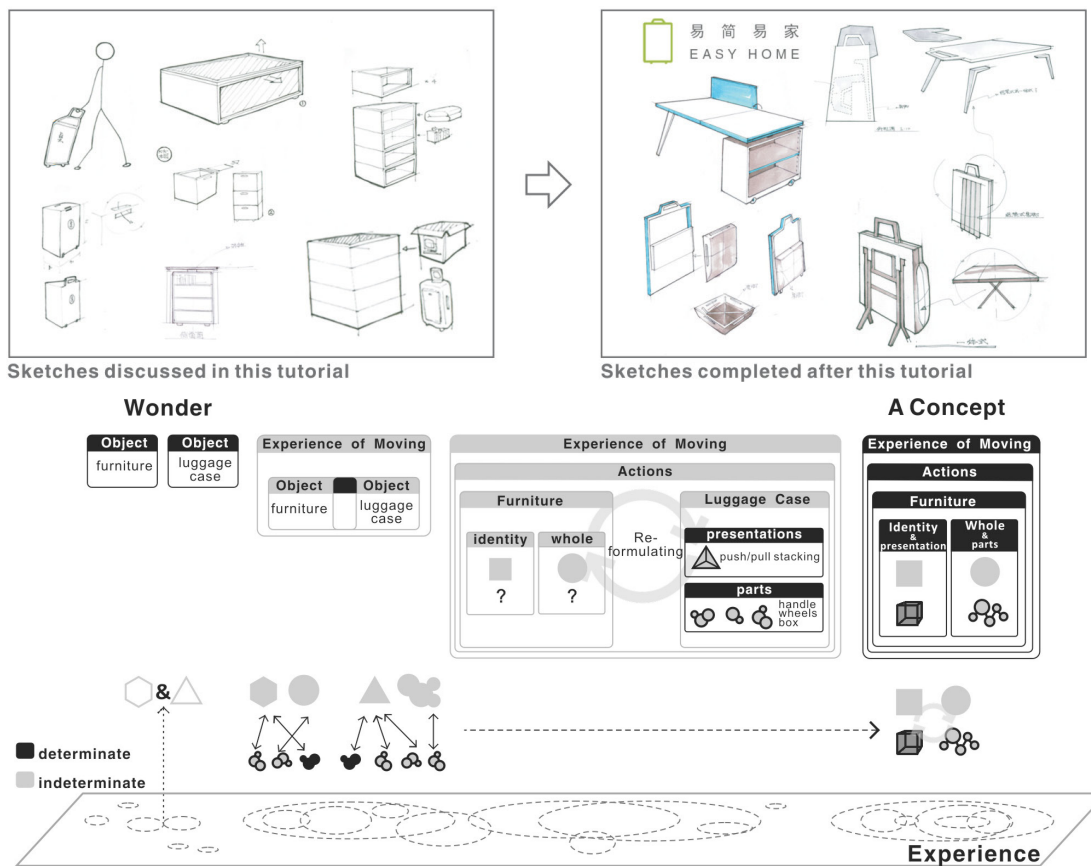 易简易家
EASY HOME
Sketches discussed in this tutorial
Sketches completed after this tutorial
Wonder
A Concept
Object
furniture
Object
luggage
case
Experience of Moving
Object
furniture
Object
luggage
case
Experience of Moving
Actions
Furniture
identity
?
whole
?
Re-
formulating
Luggage Case
presentations
push/pull stacking
parts
handle
wheels
box
Experience of Moving
Actions
Furniture
Identity
&
presentation
Whole
&
parts
&
determinate
indeterminate
Experience